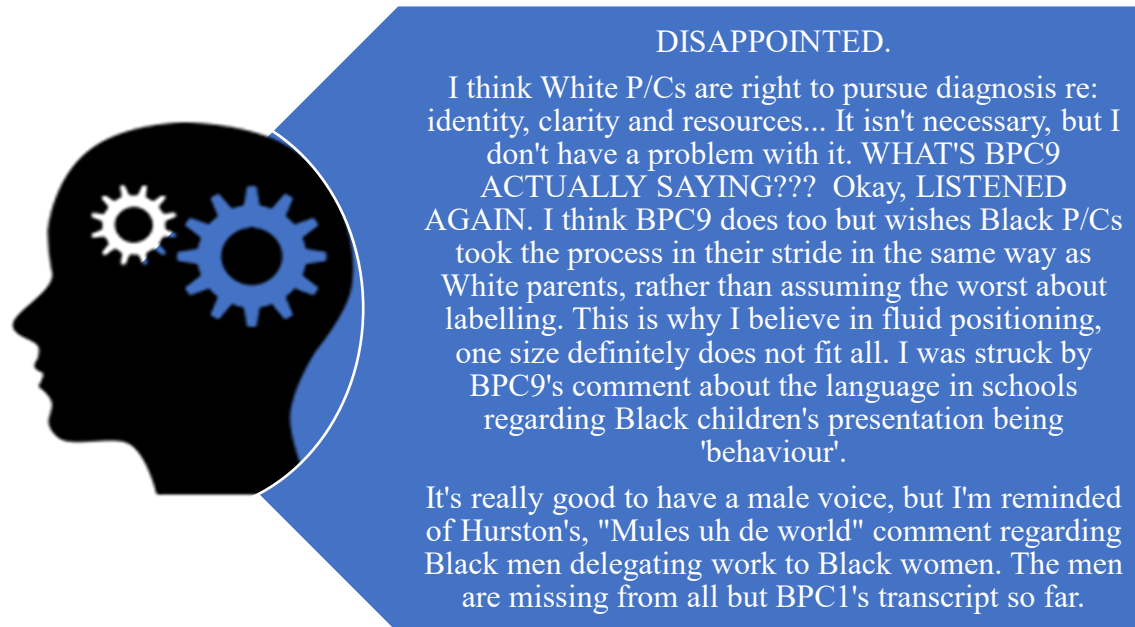 DISAPPOINTED.
I think White P/Cs are right to pursue diagnosis re:
identity, clarity and resources... It isn't necessary, but I
don't have a problem with it. WHAT'S BPC9
ACTUALLY SAYING???  Okay, LISTENED
AGAIN. I think BPC9 does too but wishes Black P/Cs
took the process in their stride in the same way as
White parents, rather than assuming the worst about
labelling. This is why I believe in fluid positioning,
one size definitely does not fit all. I was struck by
BPC9's comment about the language in schools
regarding Black children's presentation being
'behaviour'.
It's really good to have a male voice, but I'm reminded
of Hurston's, "Mules uh de world" comment regarding
Black men delegating work to Black women. The men
are missing from all but BPC1's transcript so far.